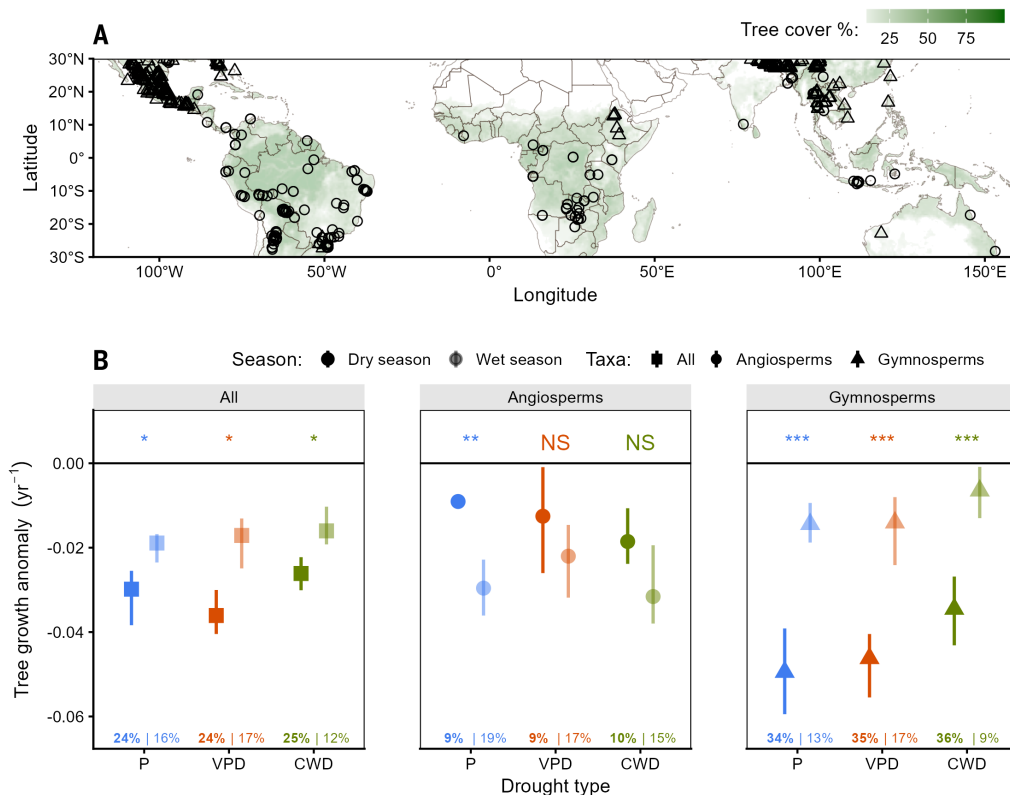 A
Tree cover %:
25 50 75
30°N
20°N
10°N
0°
10°S
20°S
30°S
Latitude
100°W 50°W 0° 50°E 100°E 150°E
Longitude
B
Season: Dry season Wet season Taxa: All Angiosperms Gymnosperms
All Angiosperms Gymnosperms
* * * ** NS NS *** *** ***
0.00
-0.02
-0.04
-0.06
Tree growth anomaly (yr⁻¹)
24% | 16% 24% | 17% 25% | 12% 9% | 19% 9% | 17% 10% | 15% 34% | 13% 35% | 17% 36% | 9%
P VPD CWD P VPD CWD P VPD CWD
Drought type